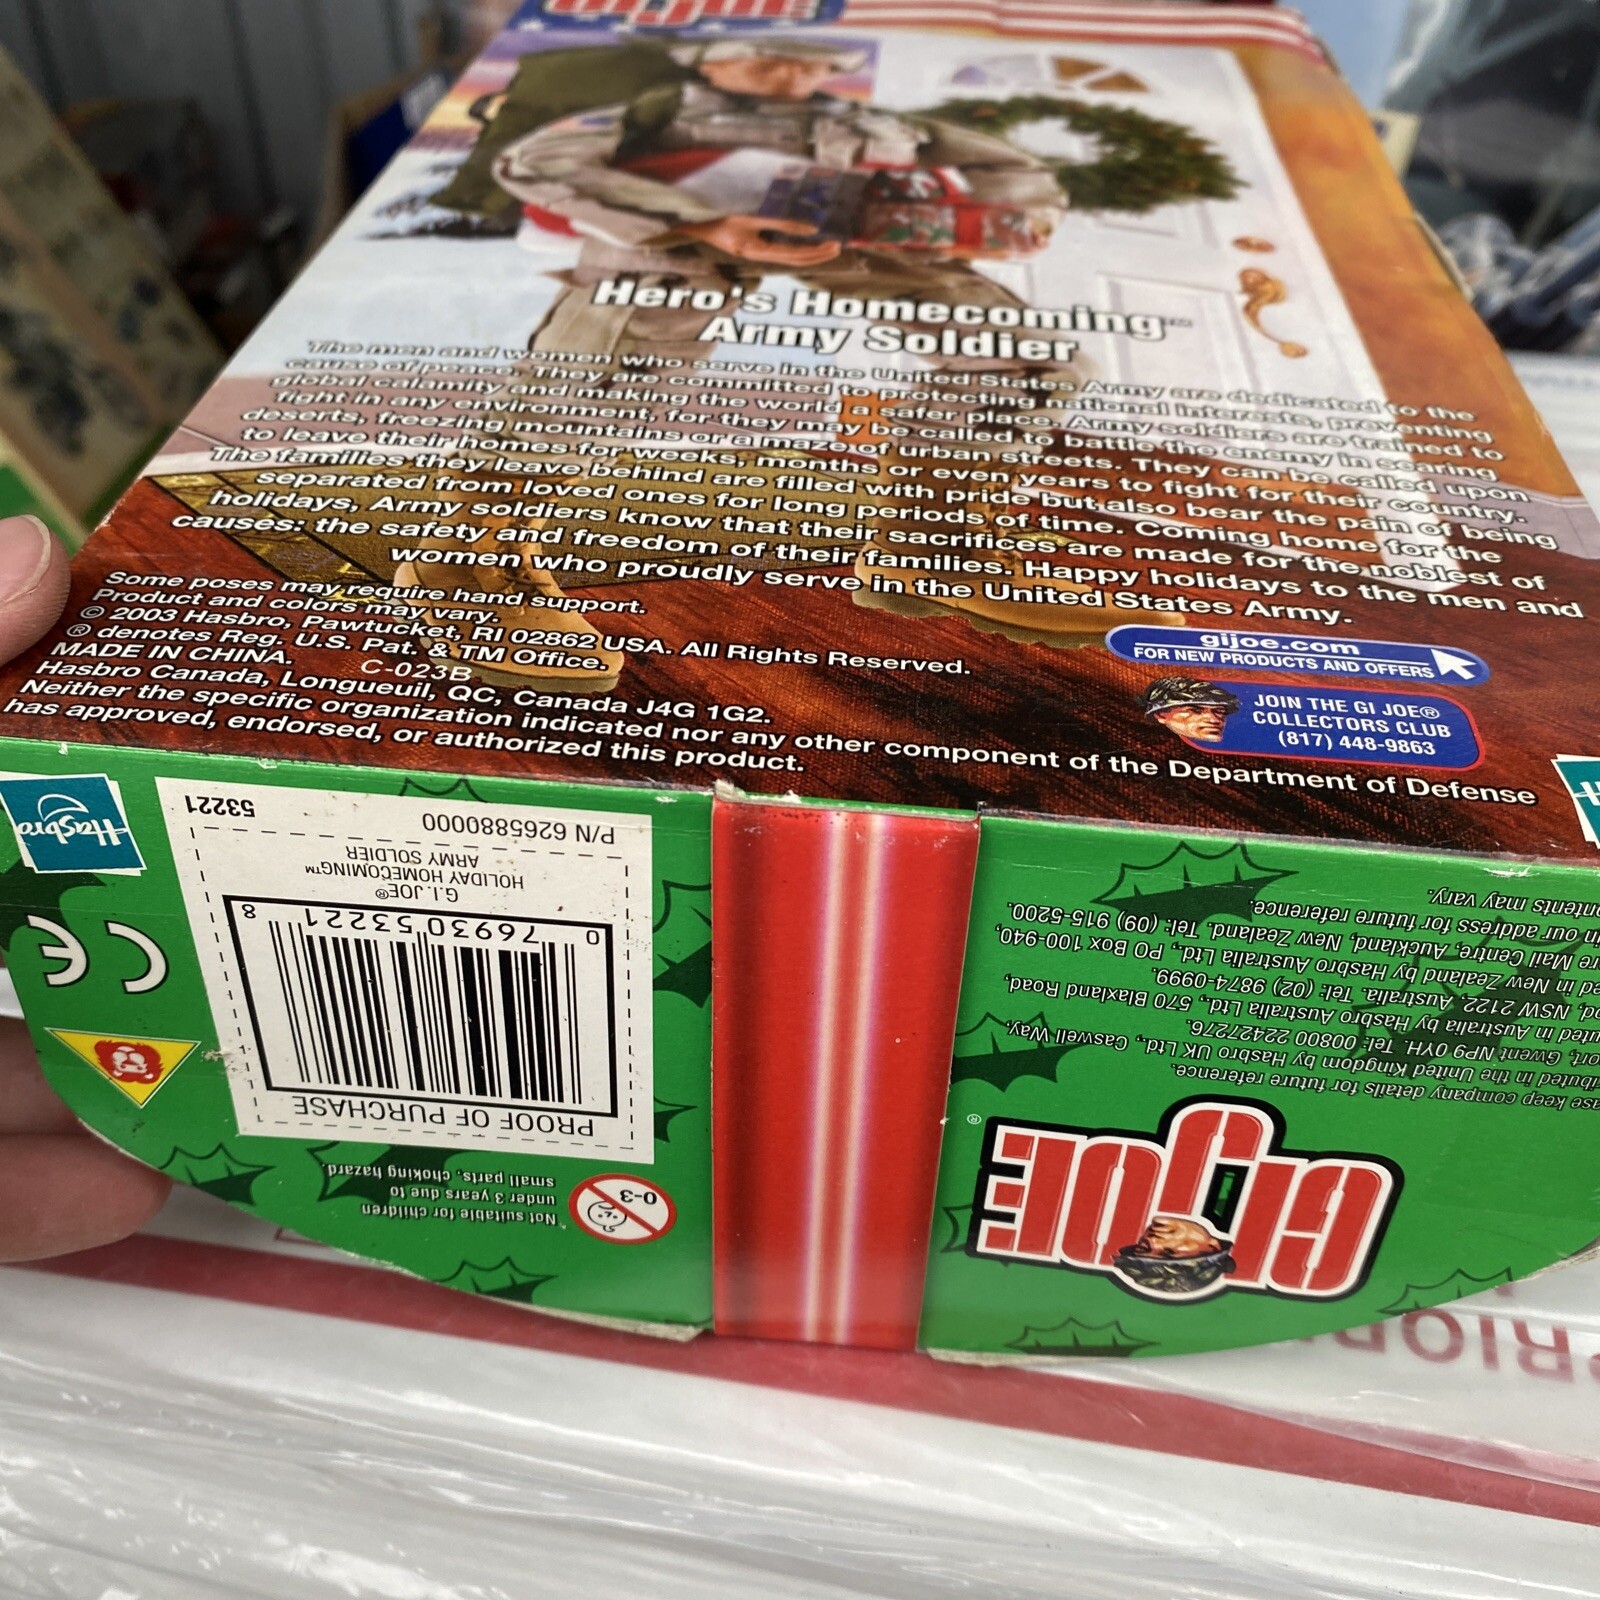 GI JOE
Hero's Homecoming™
Army Soldier
The men and women who serve in the United States Army are dedicated to the
cause of peace. They are committed to protecting national interests, preventing
global calamity and making the world a safer place. Army soldiers are trained to
fight in any environment, for they may be called to battle the enemy in searing
deserts, freezing mountains or a maze of urban streets. They can be called upon
to leave their homes for weeks, months or even years to fight for their country.
The families they leave behind are filled with pride but also bear the pain of being
separated from loved ones for long periods of time. Coming home for the
holidays, Army soldiers know that their sacrifices are made for the noblest of
causes: the safety and freedom of their families. Happy holidays to the men and
women who proudly serve in the United States Army.
Some poses may require hand support.
Product and colors may vary.
© 2003 Hasbro, Pawtucket, RI 02862 USA. All Rights Reserved.
® denotes Reg. U.S. Pat. & TM Office.
MADE IN CHINA. C-023B
Hasbro Canada, Longueuil, QC, Canada J4G 1G2.
Neither the specific organization indicated nor any other component of the Department of Defense
has approved, endorsed, or authorized this product.
gijoe.com
FOR NEW PRODUCTS AND OFFERS
JOIN THE GI JOE®
COLLECTORS CLUB
(817) 448-9863
Hasbro
CE
0-3
Not suitable for children
under 3 years due to
small parts, choking hazard.
PROOF OF PURCHASE
0 76930 53221 8
G.I. JOE®
HOLIDAY HOMECOMING™
ARMY SOLDIER
P/N 6265880000 53221
GI JOE®
keep company details for future reference.
in the United Kingdom by Hasbro UK Ltd., Caswell Way,
Gwent NP9 0YH. Tel: 00800 22427276.
in Australia by Hasbro Australia Ltd., 570 Blaxland Road,
NSW 2122, Australia. Tel: (02) 9874-0999.
in New Zealand by Hasbro Australia Ltd., PO Box 100-940,
Mail Centre, Auckland, New Zealand. Tel: (09) 915-5200.
our address for future reference.
may vary.